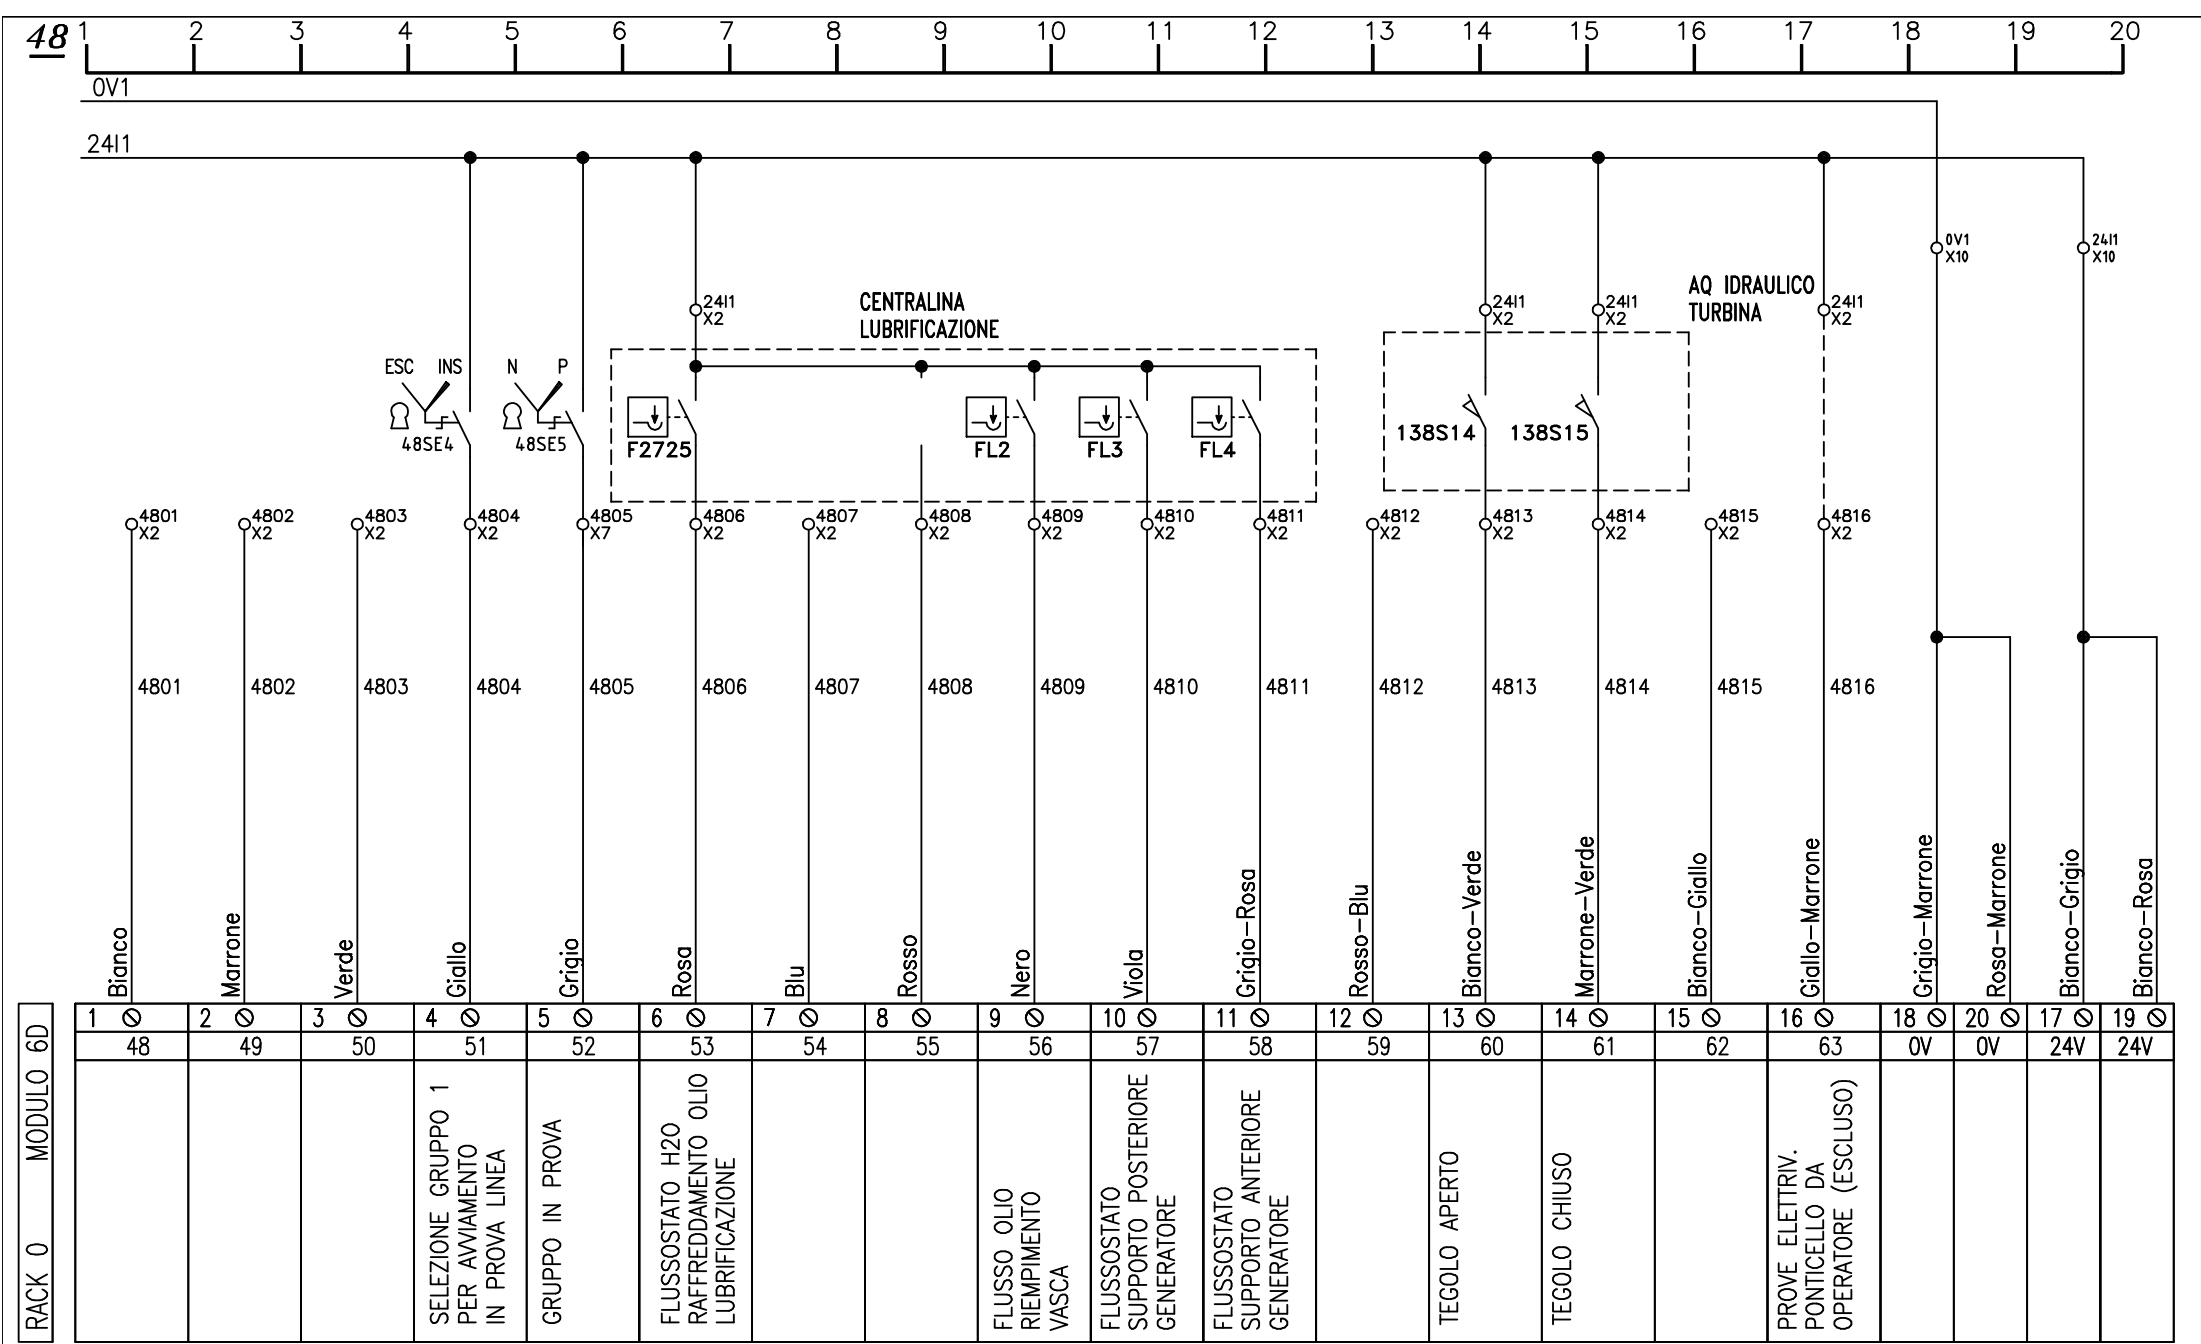 48
1 2 3 4 5 6 7 8 9 10 11 12 13 14 15 16 17 18 19 20
0V1
24I1
0V1
X10
24I1
X10
24I1
X2
CENTRALINA
LUBRIFICAZIONE
24I1
X2
24I1
X2
AQ IDRAULICO
TURBINA
24I1
X2
ESC INS
48SE4
N P
48SE5
F2725
FL2
FL3
FL4
138S14
138S15
4801
X2
4802
X2
4803
X2
4804
X2
4805
X7
4806
X2
4807
X2
4808
X2
4809
X2
4810
X2
4811
X2
4812
X2
4813
X2
4814
X2
4815
X2
4816
X2
4801 4802 4803 4804 4805 4806 4807 4808 4809 4810 4811 4812 4813 4814 4815 4816
Bianco
Marrone
Verde
Giallo
Grigio
Rosa
Blu
Rosso
Nero
Viola
Grigio-Rosa
Rosso-Blu
Bianco-Verde
Marrone-Verde
Bianco-Giallo
Giallo-Marrone
Grigio-Marrone
Rosa-Marrone
Bianco-Grigio
Bianco-Rosa
RACK 0 MODULO 6D
1 2 3 4 5 6 7 8 9 10 11 12 13 14 15 16 18 20 17 19
48 49 50 51 52 53 54 55 56 57 58 59 60 61 62 63 0V 0V 24V 24V
SELEZIONE GRUPPO 1
PER AVVIAMENTO
IN PROVA LINEA
GRUPPO IN PROVA
FLUSSOSTATO H2O
RAFFREDDAMENTO OLIO
LUBRIFICAZIONE
FLUSSO OLIO
RIEMPIMENTO
VASCA
FLUSSOSTATO
SUPPORTO POSTERIORE
GENERATORE
FLUSSOSTATO
SUPPORTO ANTERIORE
GENERATORE
TEGOLO APERTO
TEGOLO CHIUSO
PROVE ELETTRIV.
PONTICELLO DA
OPERATORE (ESCLUSO)